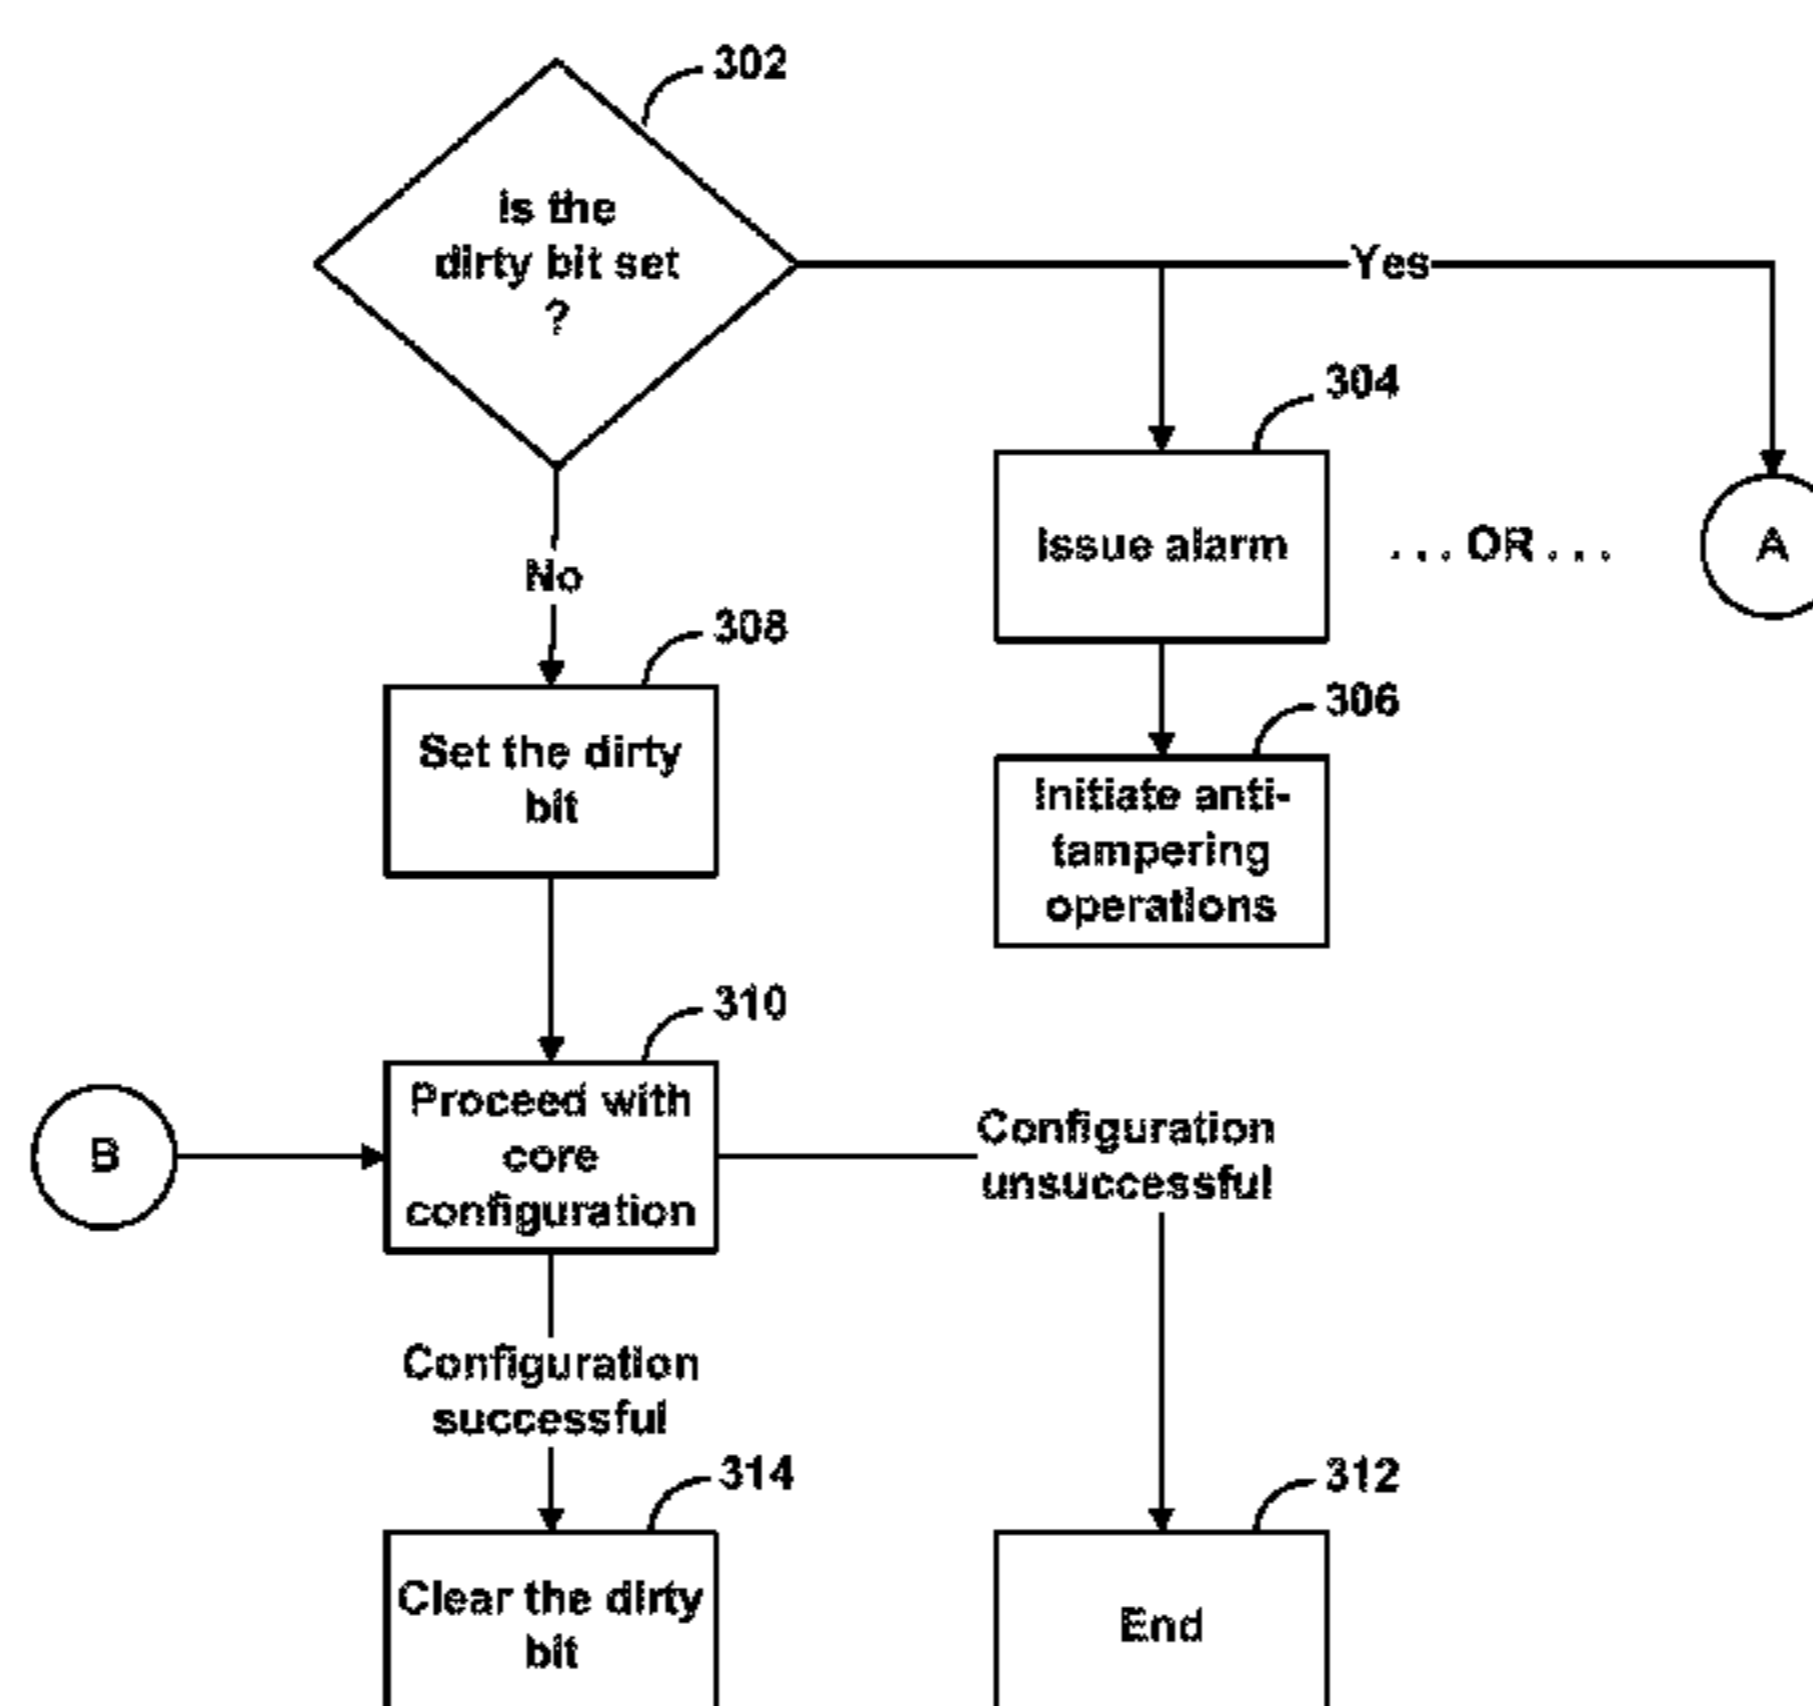 302
Is the
dirty bit set
?
Yes
304
Issue alarm
... OR ...
A
No
308
Set the dirty
bit
306
Initiate anti-
tampering
operations
310
Proceed with
core
configuration
B
Configuration
unsuccessful
Configuration
successful
314
Clear the dirty
bit
312
End